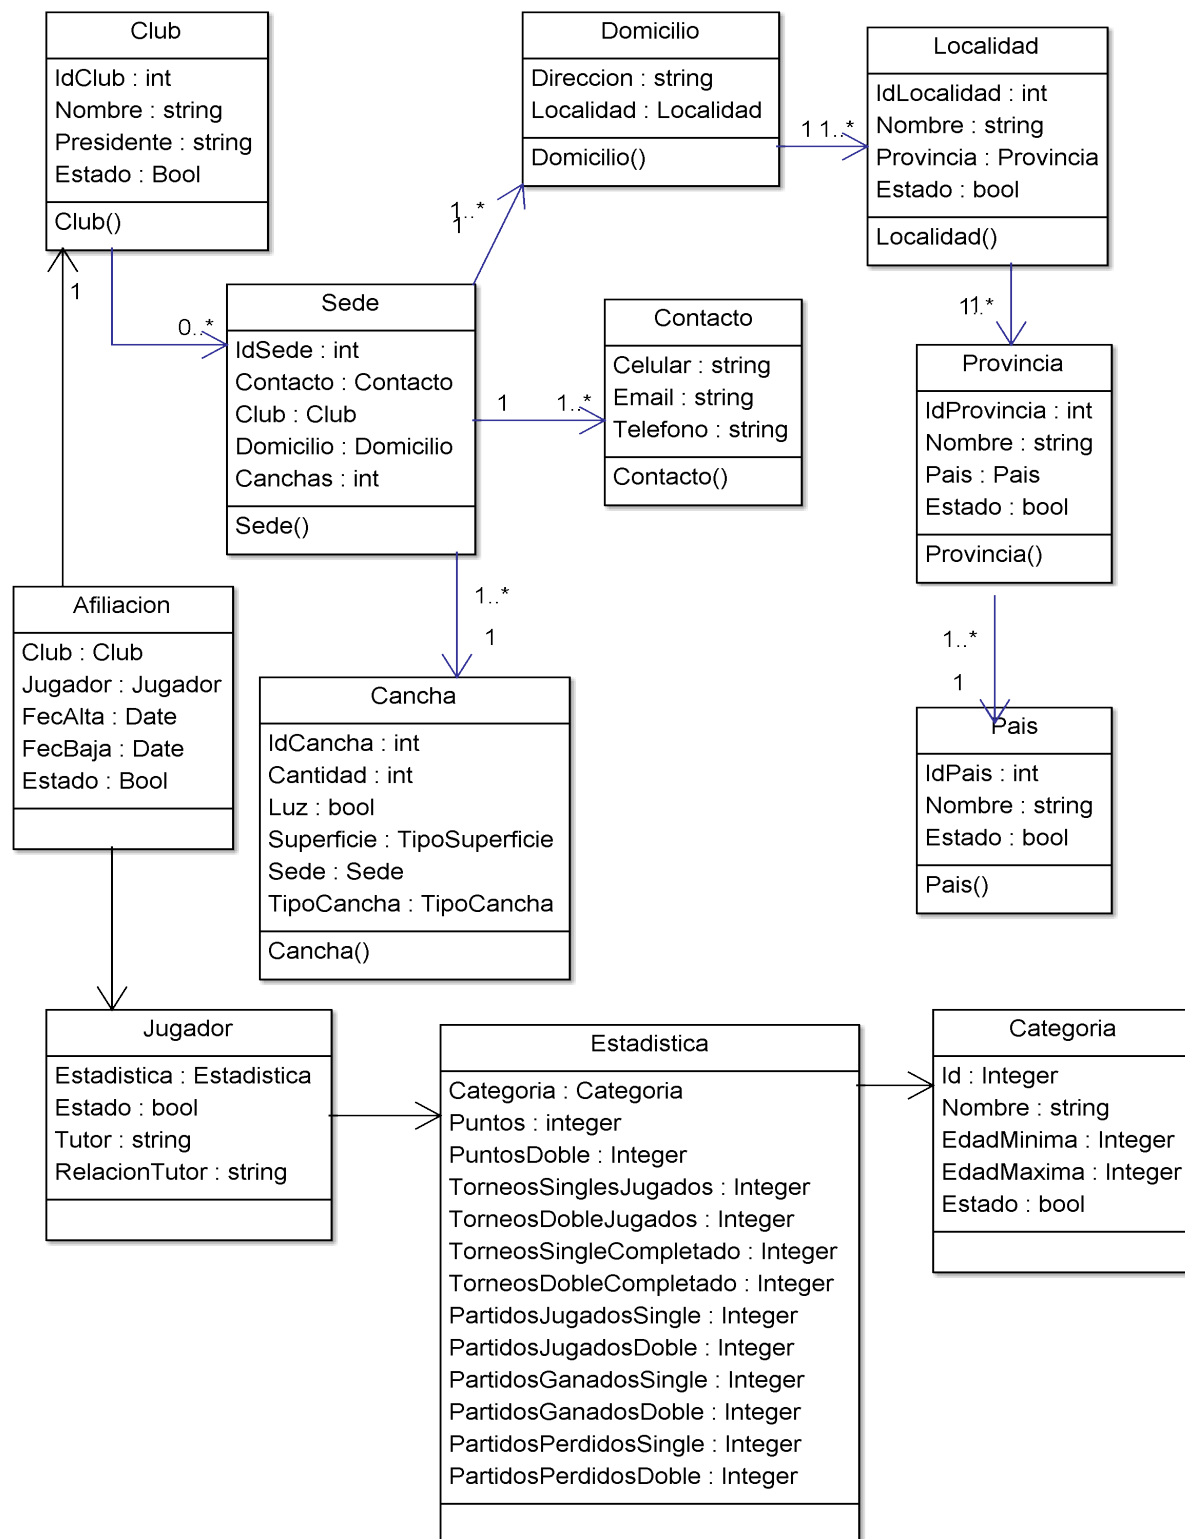 Club
IdClub : int
Nombre : string
Presidente : string
Estado : Bool
Club()
Domicilio
Direccion : string
Localidad : Localidad
Domicilio()
Localidad
IdLocalidad : int
Nombre : string
Provincia : Provincia
Estado : bool
Localidad()
1 1..*
1..*
1
1
0..*
Sede
IdSede : int
Contacto : Contacto
Club : Club
Domicilio : Domicilio
Canchas : int
Sede()
1
1..*
Contacto
Celular : string
Email : string
Telefono : string
Contacto()
11..*
Provincia
IdProvincia : int
Nombre : string
Pais : Pais
Estado : bool
Provincia()
Afiliacion
Club : Club
Jugador : Jugador
FecAlta : Date
FecBaja : Date
Estado : Bool
1..*
1
Cancha
IdCancha : int
Cantidad : int
Luz : bool
Superficie : TipoSuperficie
Sede : Sede
TipoCancha : TipoCancha
Cancha()
1..*
1
Pais
IdPais : int
Nombre : string
Estado : bool
Pais()
Jugador
Estadistica : Estadistica
Estado : bool
Tutor : string
RelacionTutor : string
Estadistica
Categoria : Categoria
Puntos : integer
PuntosDoble : Integer
TorneosSinglesJugados : Integer
TorneosDobleJugados : Integer
TorneosSingleCompletado : Integer
TorneosDobleCompletado : Integer
PartidosJugadosSingle : Integer
PartidosJugadosDoble : Integer
PartidosGanadosSingle : Integer
PartidosGanadosDoble : Integer
PartidosPerdidosSingle : Integer
PartidosPerdidosDoble : Integer
Categoria
Id : Integer
Nombre : string
EdadMinima : Integer
EdadMaxima : Integer
Estado : bool